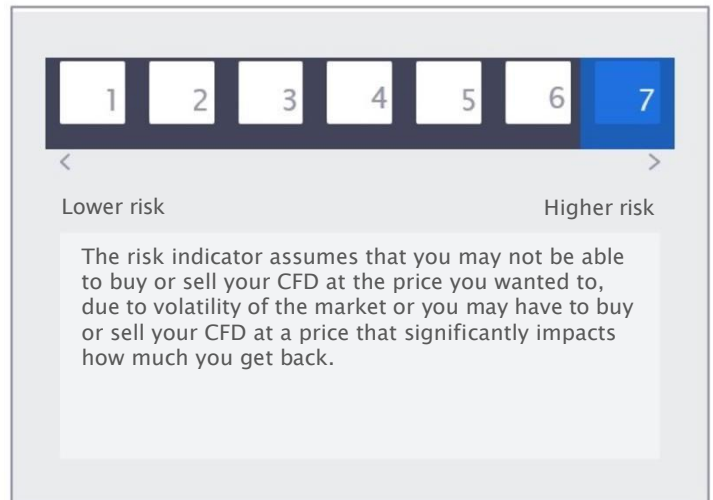 1 2 3 4 5 6 7
< >
Lower risk Higher risk
The risk indicator assumes that you may not be able
to buy or sell your CFD at the price you wanted to,
due to volatility of the market or you may have to buy
or sell your CFD at a price that significantly impacts
how much you get back.